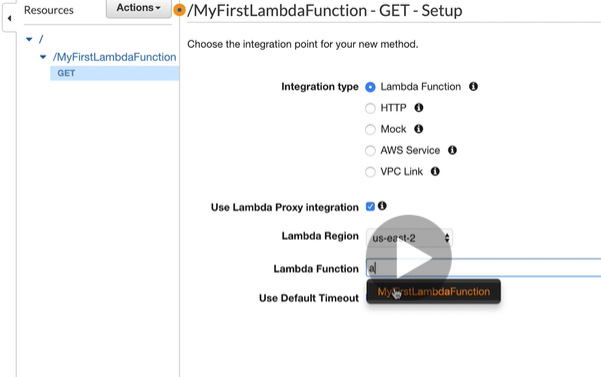 Resources
Actions
/MyFirstLambdaFunction - GET - Setup
/
/MyFirstLambdaFunction
GET
Choose the integration point for your new method.
Integration type
Lambda Function
HTTP
Mock
AWS Service
VPC Link
Use Lambda Proxy integration
Lambda Region us-east-2
Lambda Function a
MyFirstLambdaFunction
Use Default Timeout